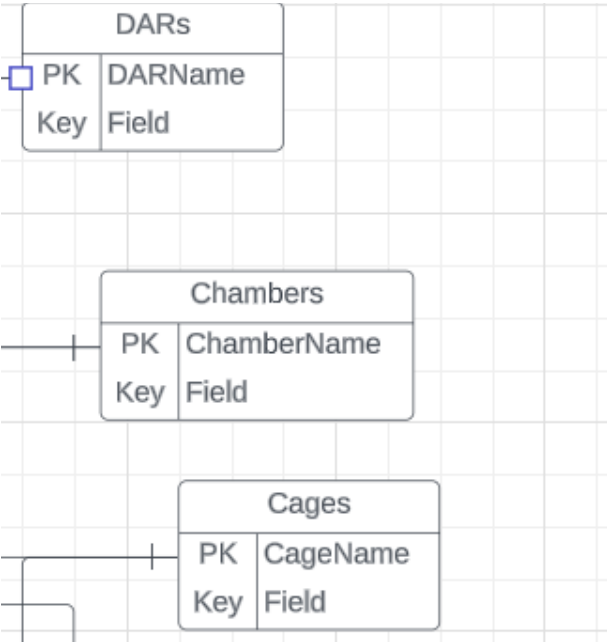 DARs
PK DARName
Key Field
Chambers
PK ChamberName
Key Field
Cages
PK CageName
Key Field